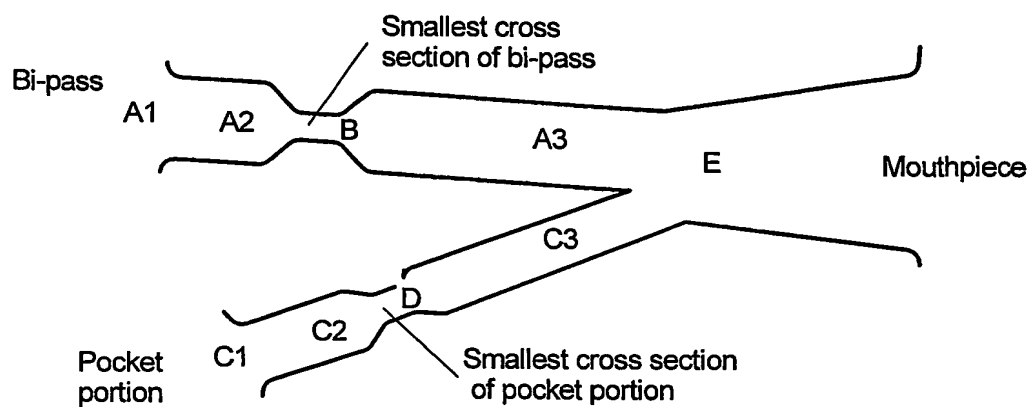 Smallest cross
section of bi-pass
Bi-pass
A1
A2
B
A3
E
Mouthpiece
C3
D
C2
C1
Pocket
portion
Smallest cross section
of pocket portion